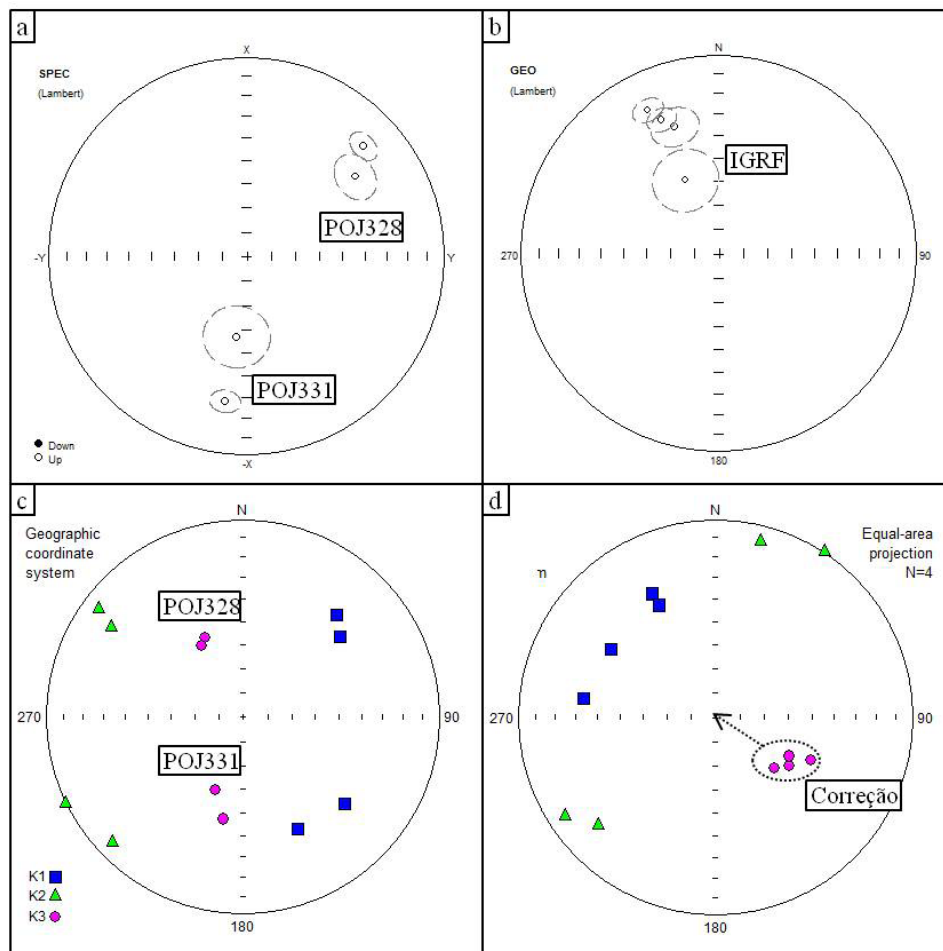 a
X
SPEC
(Lambert)
POJ328
-Y
Y
POJ331
Down
Up
-X
b
N
GEO
(Lambert)
IGRF
270
90
180
c
N
Geographic
coordinate
system
POJ328
270
90
POJ331
K1
K2
K3
180
d
N
Equal-area
projection
N=4
270
90
Correção
180